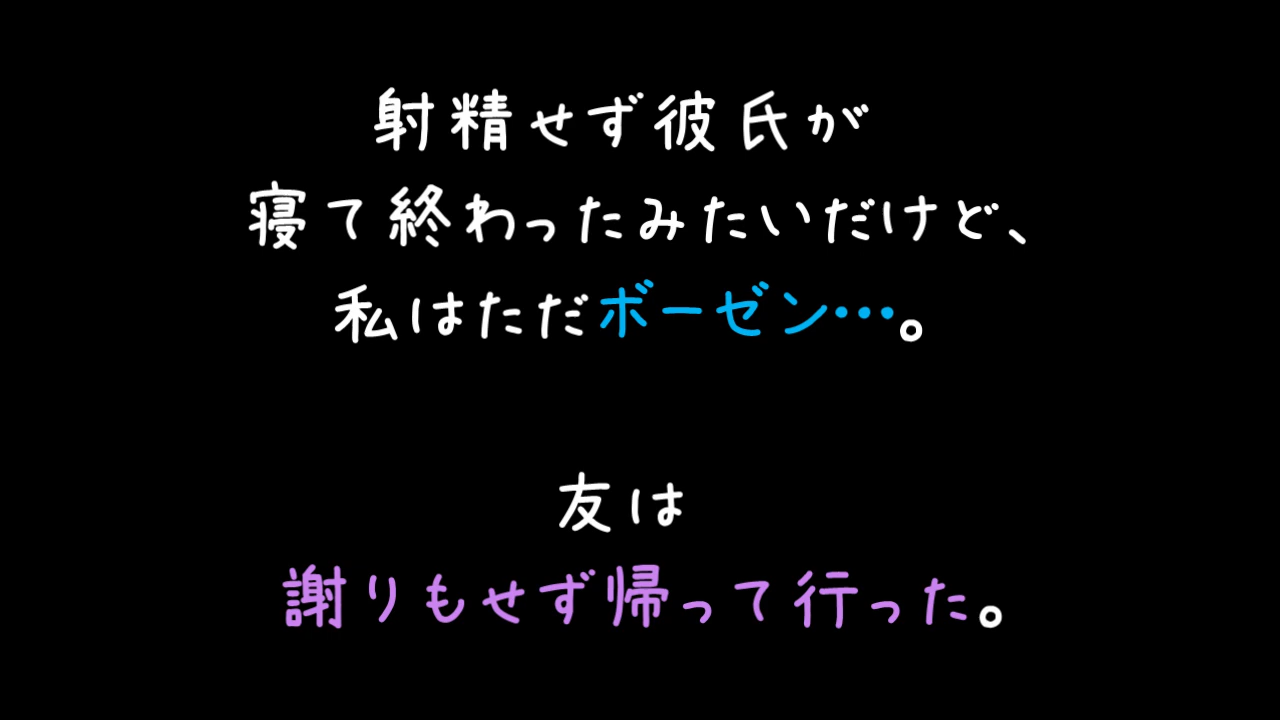 射精せず彼氏が
寝て終わったみたいだけど、
私はただボーゼン…。
友は
謝りもせず帰って行った。